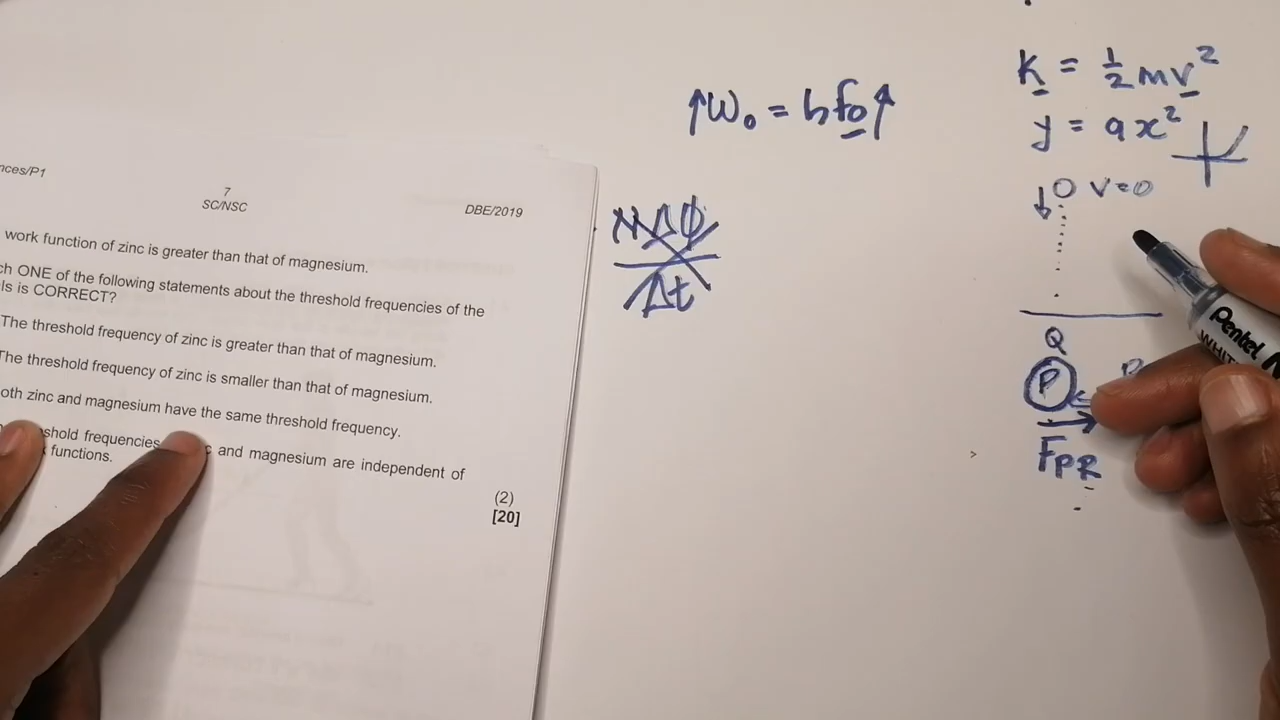 nces/P1
7
SC/NSC
DBE/2019
work function of zinc is greater than that of magnesium.
ch ONE of the following statements about the threshold frequencies of the
ls is CORRECT?
The threshold frequency of zinc is greater than that of magnesium.
The threshold frequency of zinc is smaller than that of magnesium.
oth zinc and magnesium have the same threshold frequency.
shold frequencies and magnesium are independent of
functions.
(2)
[20]
↑W₀ = hf₀↑
NΔϕ
Δt
K = ½mv²
y = ax²
↓ V=0
Q
P
F_PR
Pentel
WHIT